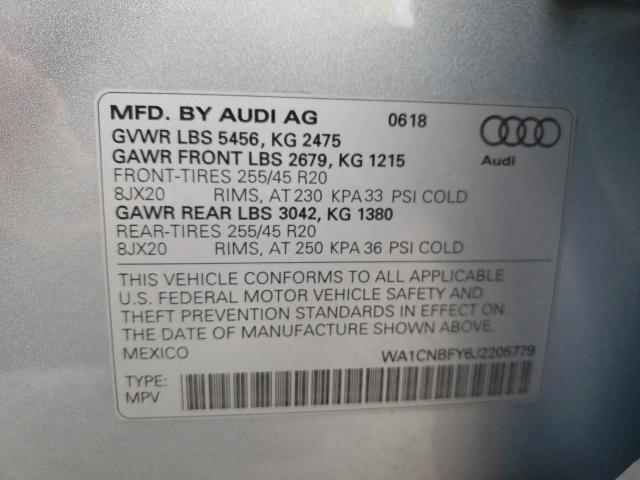 MFD. BY AUDI AG 0618
GVWR LBS 5456, KG 2475
GAWR FRONT LBS 2679, KG 1215
Audi
FRONT-TIRES 255/45 R20
8JX20 RIMS, AT 230 KPA 33 PSI COLD
GAWR REAR LBS 3042, KG 1380
REAR-TIRES 255/45 R20
8JX20 RIMS, AT 250 KPA 36 PSI COLD
THIS VEHICLE CONFORMS TO ALL APPLICABLE
U.S. FEDERAL MOTOR VEHICLE SAFETY AND
THEFT PREVENTION STANDARDS IN EFFECT ON
THE DATE OF MANUFACTURE SHOWN ABOVE.
MEXICO WA1CNBFY6J2205779
TYPE:
MPV